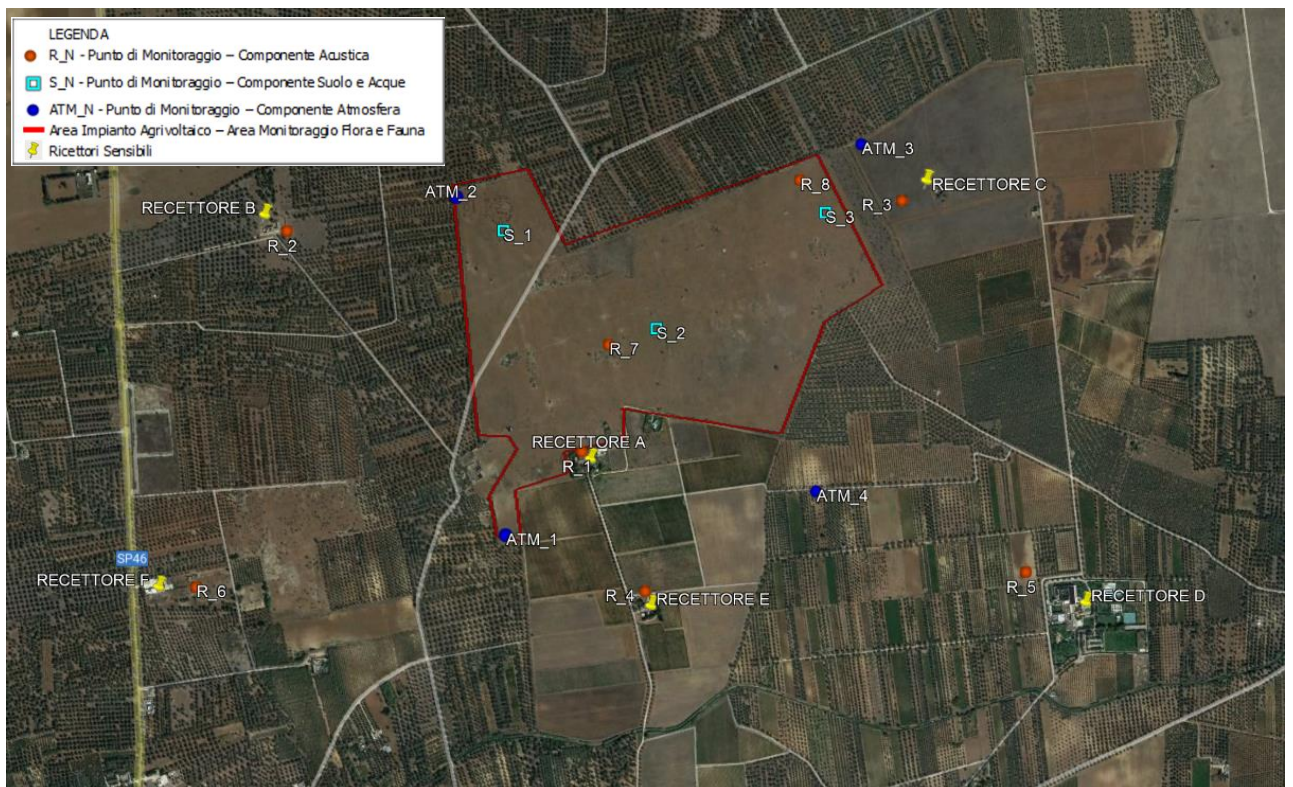 LEGENDA
R_N - Punto di Monitoraggio – Componente Acustica
S_N - Punto di Monitoraggio – Componente Suolo e Acque
ATM_N - Punto di Monitoraggio – Componente Atmosfera
Area Impianto Agrivoltaico – Area Monitoraggio Flora e Fauna
Ricettori Sensibili
ATM_3
RECETTORE C
R_8
ATM_2
R_3
RECETTORE B
S_3
S_1
R_2
S_2
R_7
RECETTORE A
R_1
ATM_4
ATM_1
SP46
RECETTORE F
R_6
R_4
RECETTORE E
R_5
RECETTORE D